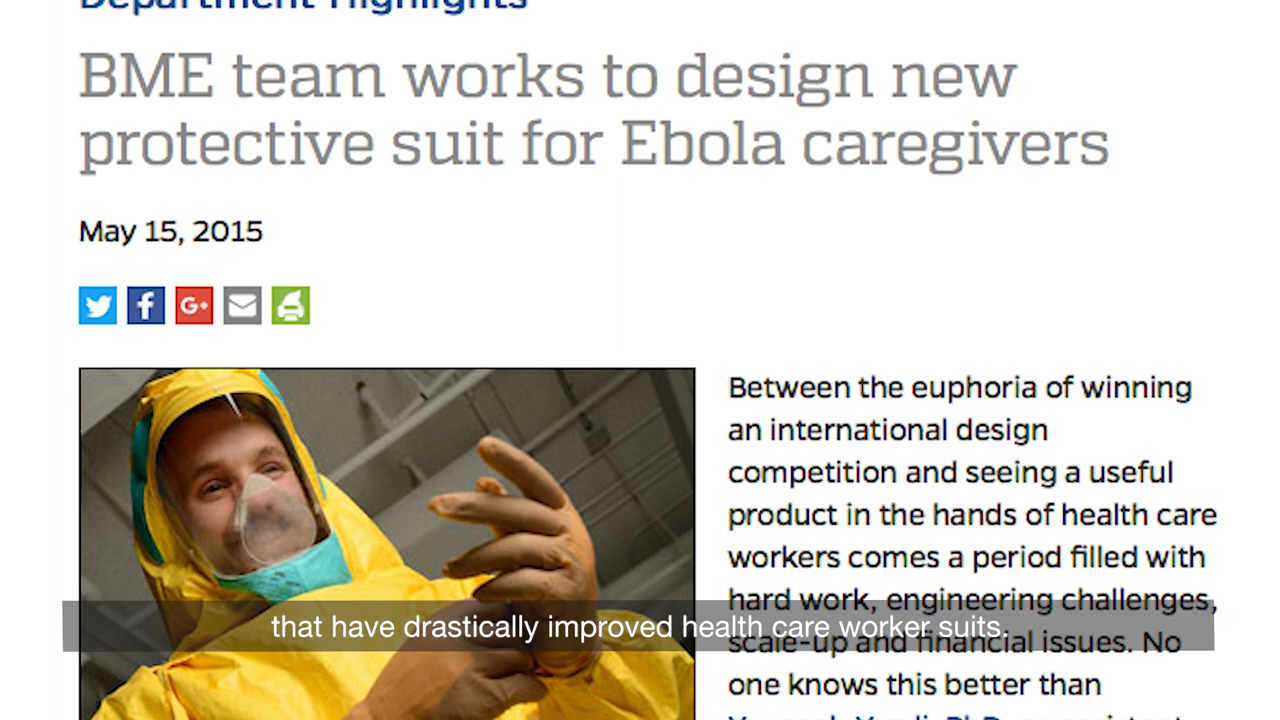 Department Highlights
BME team works to design new
protective suit for Ebola caregivers
May 15, 2015
G+
Between the euphoria of winning
an international design
competition and seeing a useful
product in the hands of health care
workers comes a period filled with
hard work, engineering challenges,
that have drastically improved health care worker suits.
scale-up and financial issues. No
one knows this better than